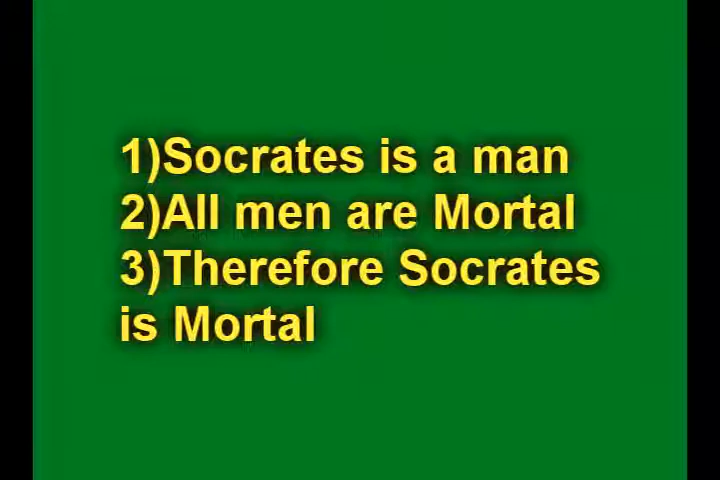 1)Socrates is a man
2)All men are Mortal
3)Therefore Socrates
is Mortal